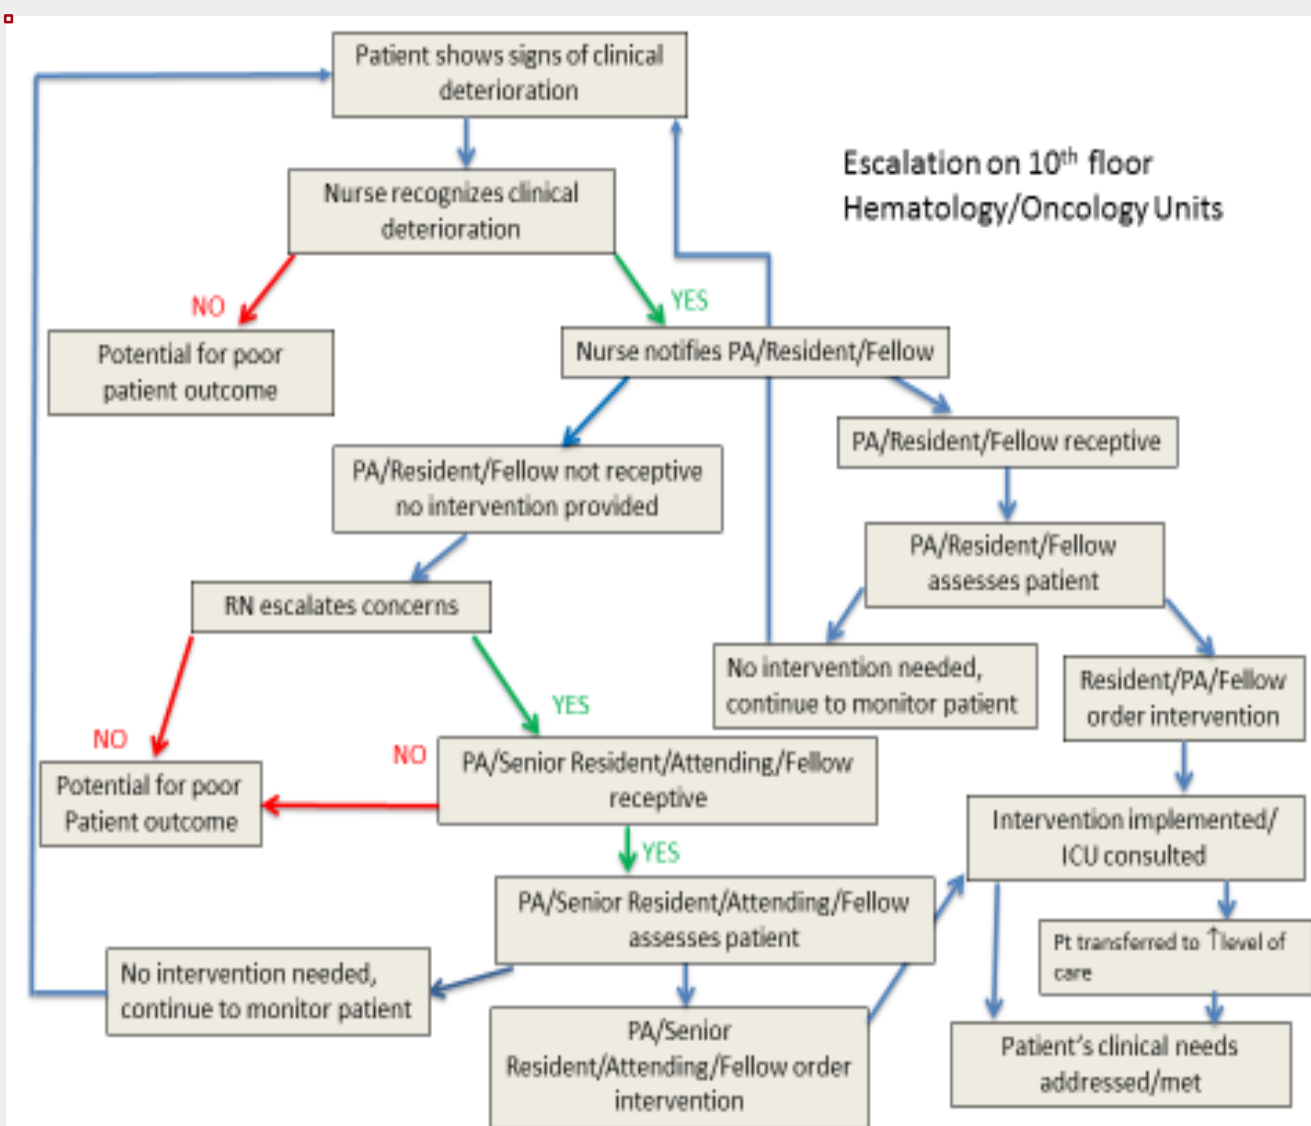 Patient shows signs of clinical
deterioration
Escalation on 10th floor
Hematology/Oncology Units
Nurse recognizes clinical
deterioration
NO
YES
Potential for poor
patient outcome
Nurse notifies PA/Resident/Fellow
PA/Resident/Fellow not receptive
no intervention provided
PA/Resident/Fellow receptive
PA/Resident/Fellow
assesses patient
RN escalates concerns
No intervention needed,
continue to monitor patient
Resident/PA/Fellow
order intervention
NO
YES
NO
Potential for poor
Patient outcome
PA/Senior Resident/Attending/Fellow
receptive
YES
Intervention implemented/
ICU consulted
PA/Senior Resident/Attending/Fellow
assesses patient
Pt transferred to ↑level of
care
No intervention needed,
continue to monitor patient
PA/Senior
Resident/Attending/Fellow order
intervention
Patient's clinical needs
addressed/met